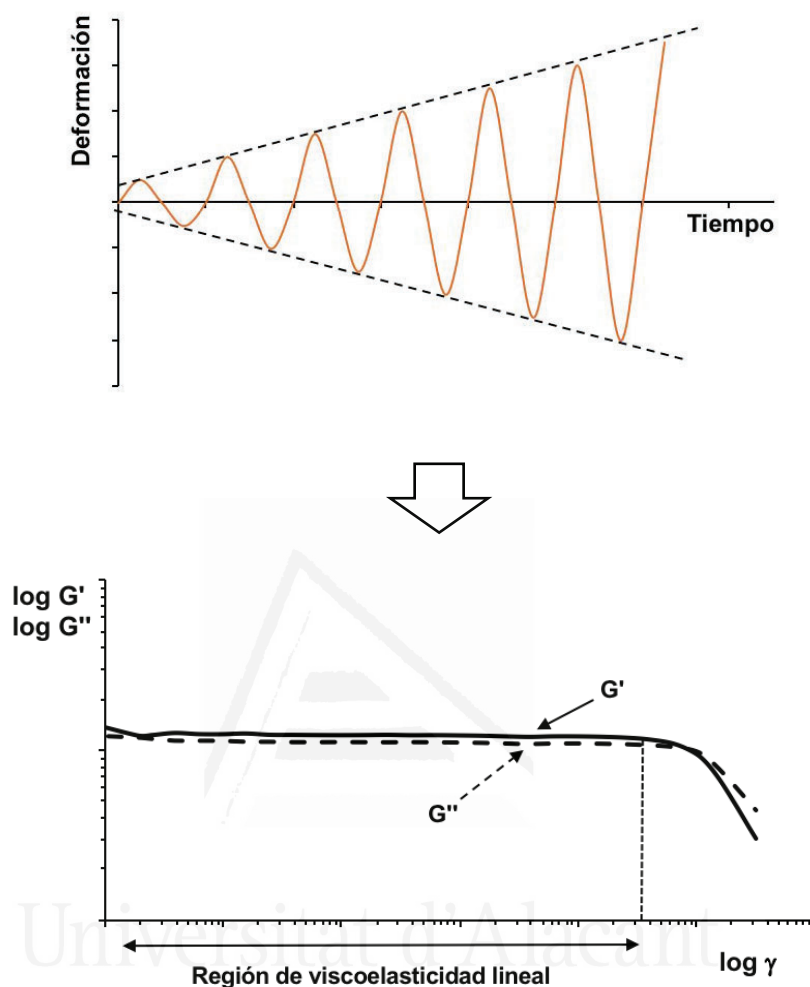 Deformación
Tiempo
log G'
log G''
G'
G''
Universitat d'Alacant
log γ
Región de viscoelasticidad lineal